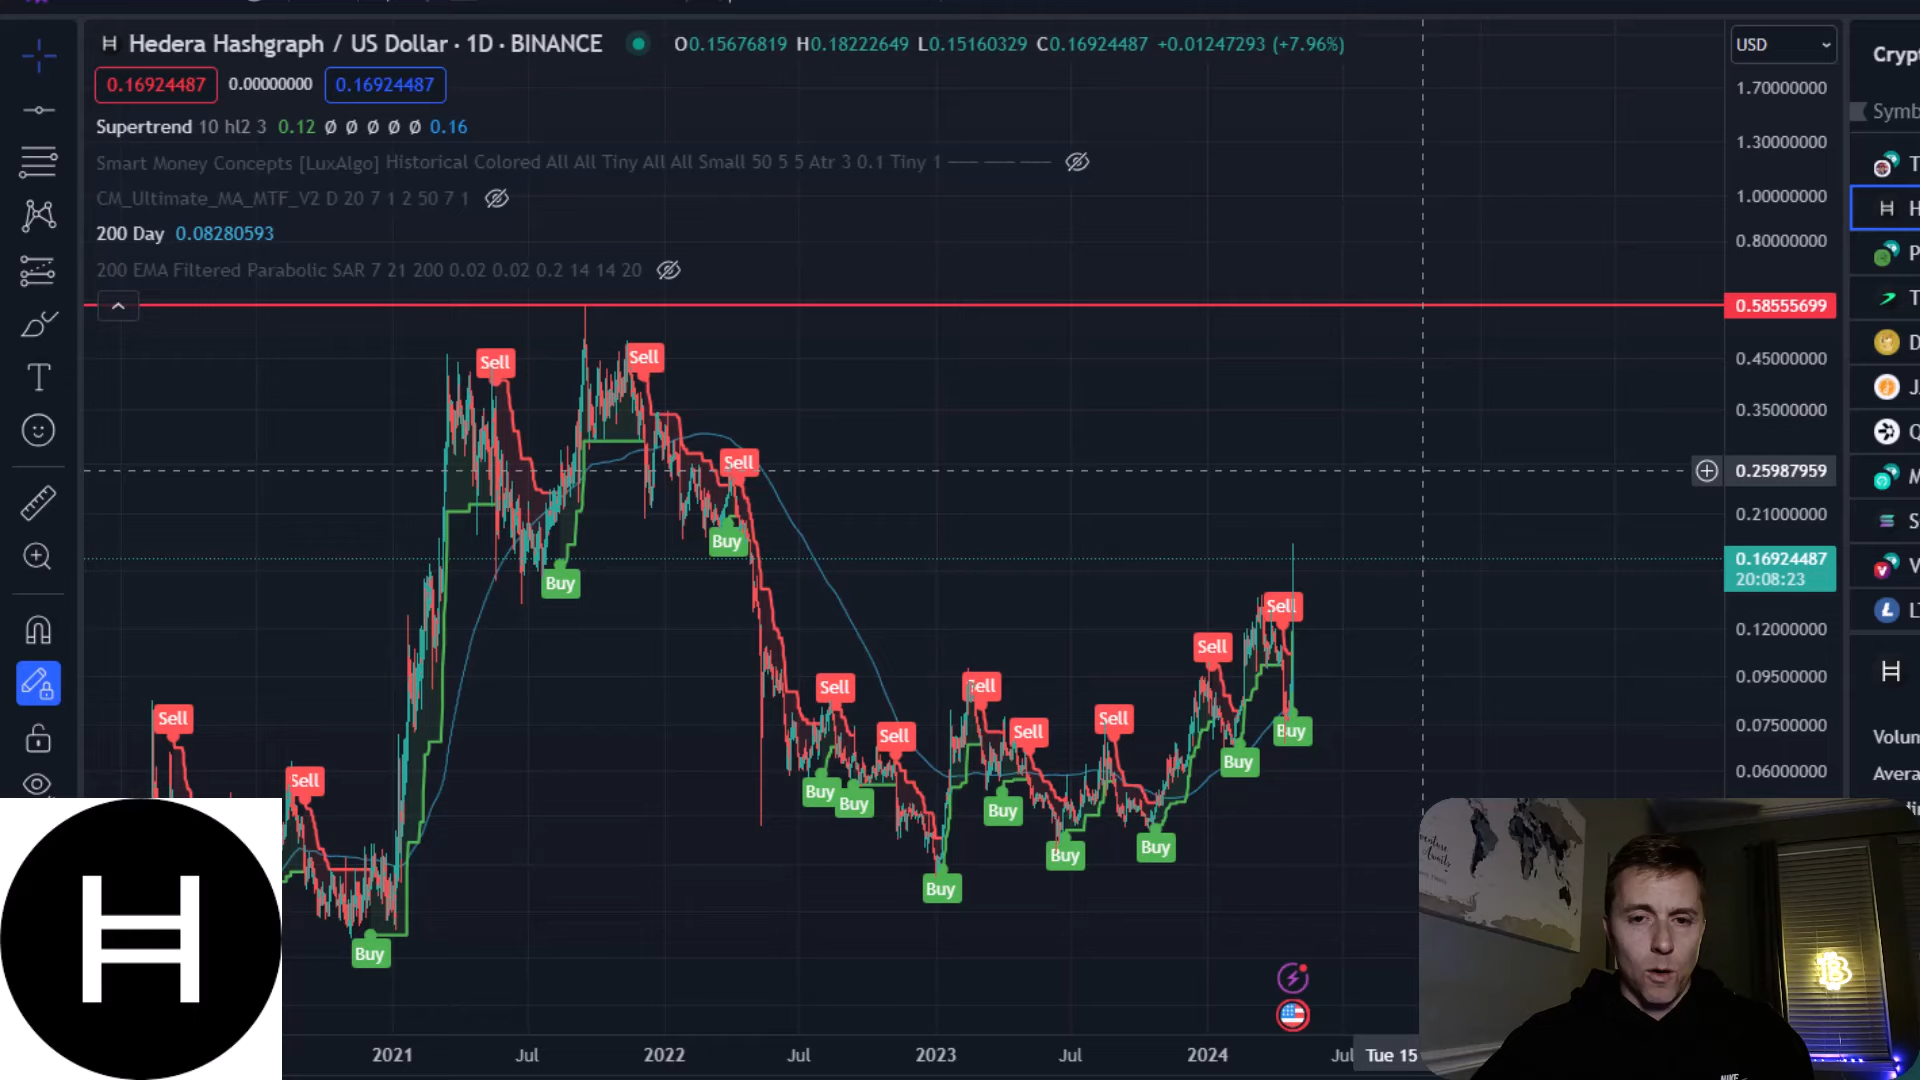 Hedera Hashgraph / US Dollar · 1D · BINANCE O0.15676819 H0.18222649 L0.15160329 C0.16924487 +0.01247293 (+7.96%)
USD
Cryp
0.16924487 0.00000000 0.16924487
1.70000000
Symb
Supertrend 10 hl2 3 0.12 Ø Ø Ø Ø Ø 0.16
1.30000000
Smart Money Concepts [LuxAlgo] Historical Colored All All Tiny All All Small 50 5 5 Atr 3 0.1 Tiny 1
T
CM_Ultimate_MA_MTF_V2 D 20 7 1 2 50 7 1
1.00000000
H
200 Day 0.08280593
0.80000000
P
200 EMA Filtered Parabolic SAR 7 21 200 0.02 0.02 0.2 14 14 20
T
0.58555699
D
Sell
Sell
0.45000000
J
0.35000000
Q
Sell
0.25987959
M
0.21000000
S
Buy
Buy
0.16924487
20:08:23
V
Sell
L
0.12000000
Sell
0.09500000
H
Sell
Sell
Sell
Sell
Sell
Sell
Sell
0.07500000
Buy
Volum
Buy
0.06000000
Avera
Sell
Buy
Buy
Buy
Buy
Buy
Buy
Buy
H
Adventure
Awaits
2021 Jul 2022 Jul 2023 Jul 2024 Jul Tue 15
NIKE